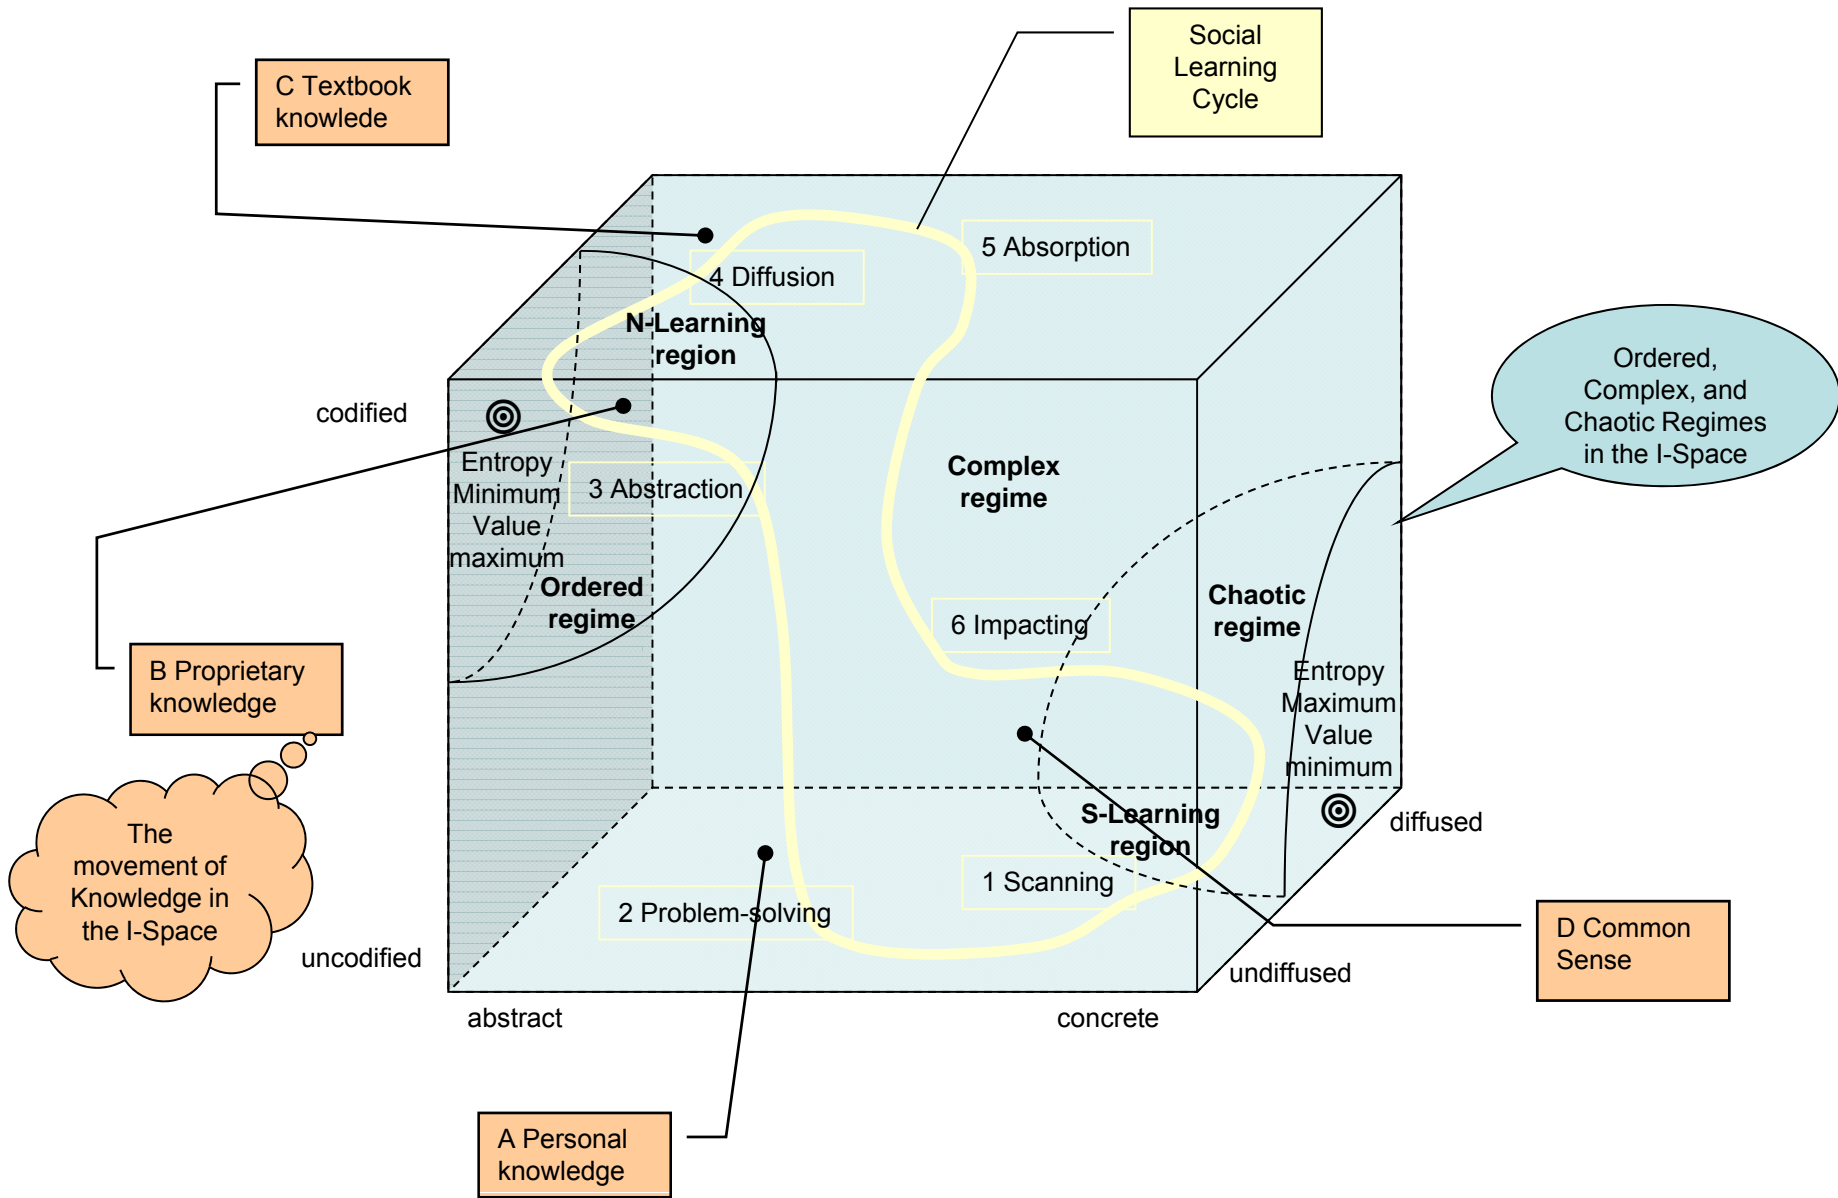 Social
Learning
Cycle
C Textbook
knowlede
5 Absorption
4 Diffusion
N-Learning
region
Ordered,
Complex, and
Chaotic Regimes
in the I-Space
codified
Entropy
Minimum
Value
maximum
3 Abstraction
Complex
regime
Ordered
regime
Chaotic
regime
6 Impacting
B Proprietary
knowledge
Entropy
Maximum
Value
minimum
The
movement of
Knowledge in
the I-Space
S-Learning
region
diffused
1 Scanning
2 Problem-solving
D Common
Sense
uncodified
undiffused
abstract
concrete
A Personal
knowledge